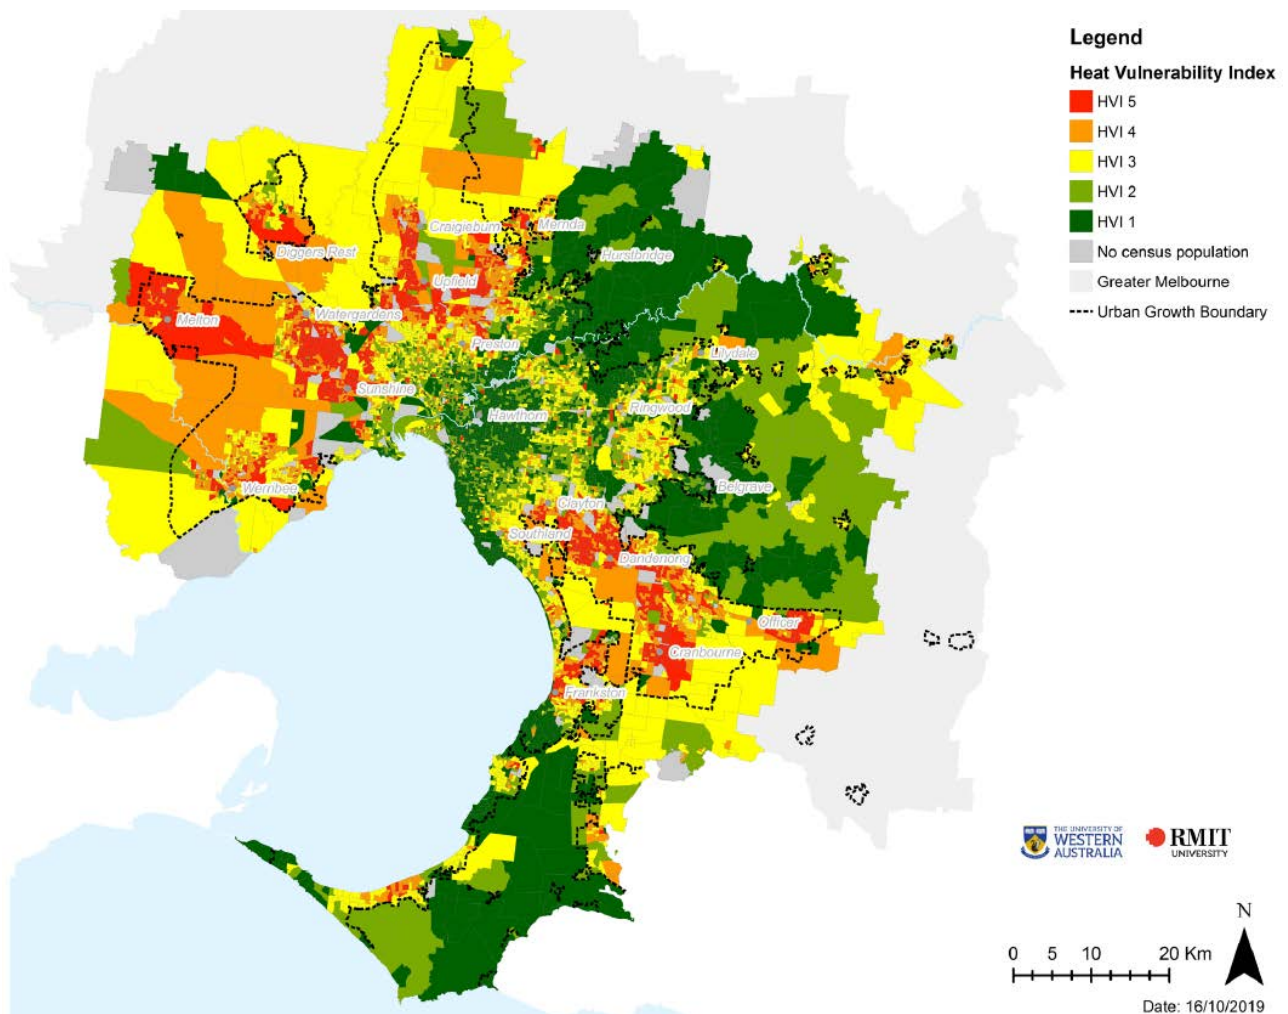 Legend
Heat Vulnerability Index
HVI 5
HVI 4
HVI 3
HVI 2
HVI 1
No census population
Greater Melbourne
Urban Growth Boundary
Craigieburn
Mernda
Diggers Rest
Hurstbridge
Upfield
Melton
Watergardens
Preston
Lilydale
Sunshine
Hawthorn
Ringwood
Werribee
Belgrave
Clayton
Southland
Dandenong
Officer
Cranbourne
Frankston
THE UNIVERSITY OF
WESTERN
AUSTRALIA
RMIT
UNIVERSITY
N
0 5 10 20 Km
Date: 16/10/2019